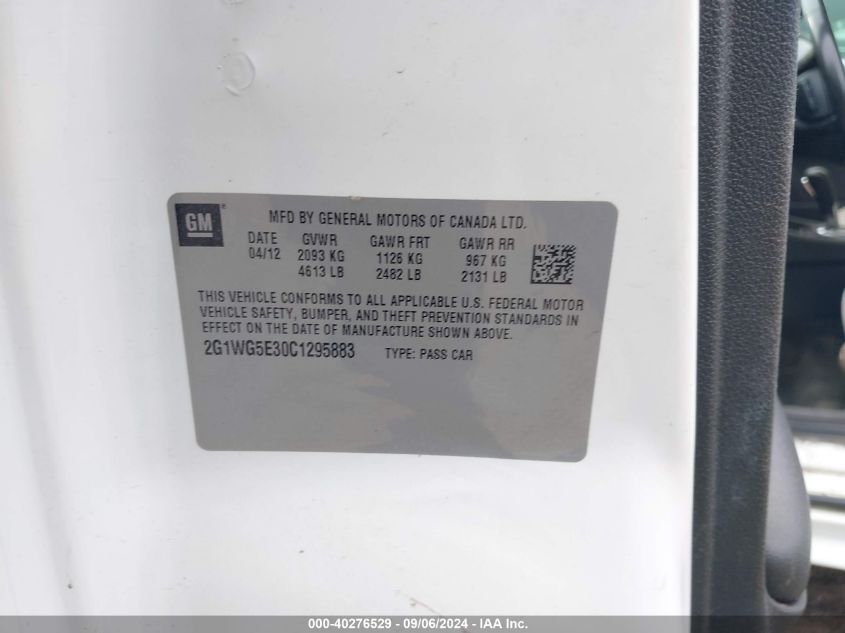 GM ®
MFD BY GENERAL MOTORS OF CANADA LTD.
DATE GVWR GAWR FRT GAWR RR
04/12 2093 KG 1126 KG 967 KG
4613 LB 2482 LB 2131 LB
THIS VEHICLE CONFORMS TO ALL APPLICABLE U.S. FEDERAL MOTOR
VEHICLE SAFETY, BUMPER, AND THEFT PREVENTION STANDARDS IN
EFFECT ON THE DATE OF MANUFACTURE SHOWN ABOVE.
2G1WG5E30C1295883 TYPE: PASS CAR
000-40276529 - 09/06/2024 - IAA Inc.